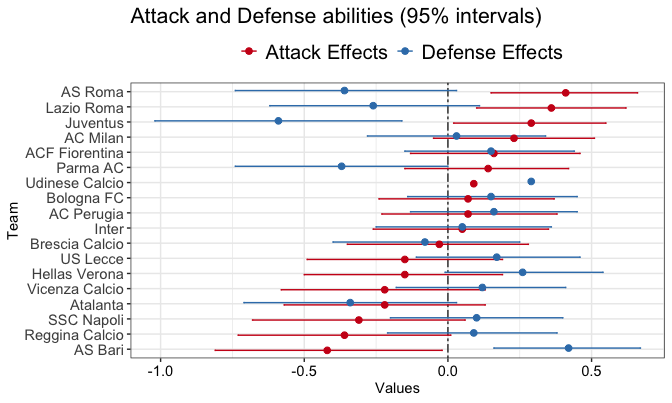 Attack and Defense abilities (95% intervals)
Attack Effects Defense Effects
AS Roma
Lazio Roma
Juventus
AC Milan
ACF Fiorentina
Parma AC
Udinese Calcio
Bologna FC
AC Perugia
Inter
Brescia Calcio
US Lecce
Hellas Verona
Vicenza Calcio
Atalanta
SSC Napoli
Reggina Calcio
AS Bari
Team
-1.0 -0.5 0.0 0.5
Values